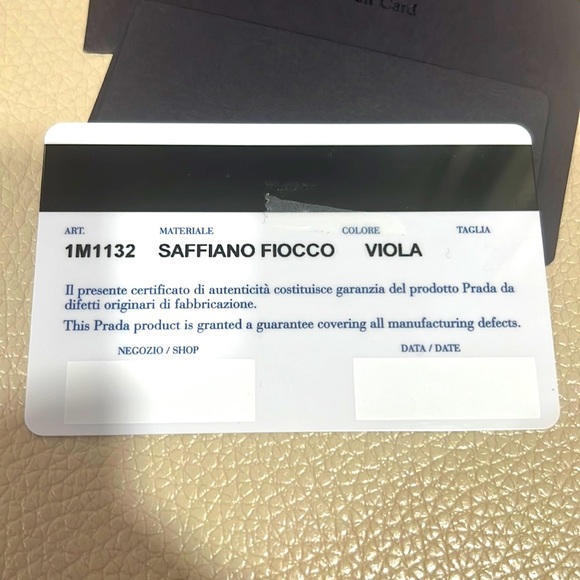 Card
ART. MATERIALE COLORE TAGLIA
1M1132 SAFFIANO FIOCCO VIOLA
Il presente certificato di autenticità costituisce garanzia del prodotto Prada da
difetti originari di fabbricazione.
This Prada product is granted a guarantee covering all manufacturing defects.
NEGOZIO / SHOP DATA / DATE